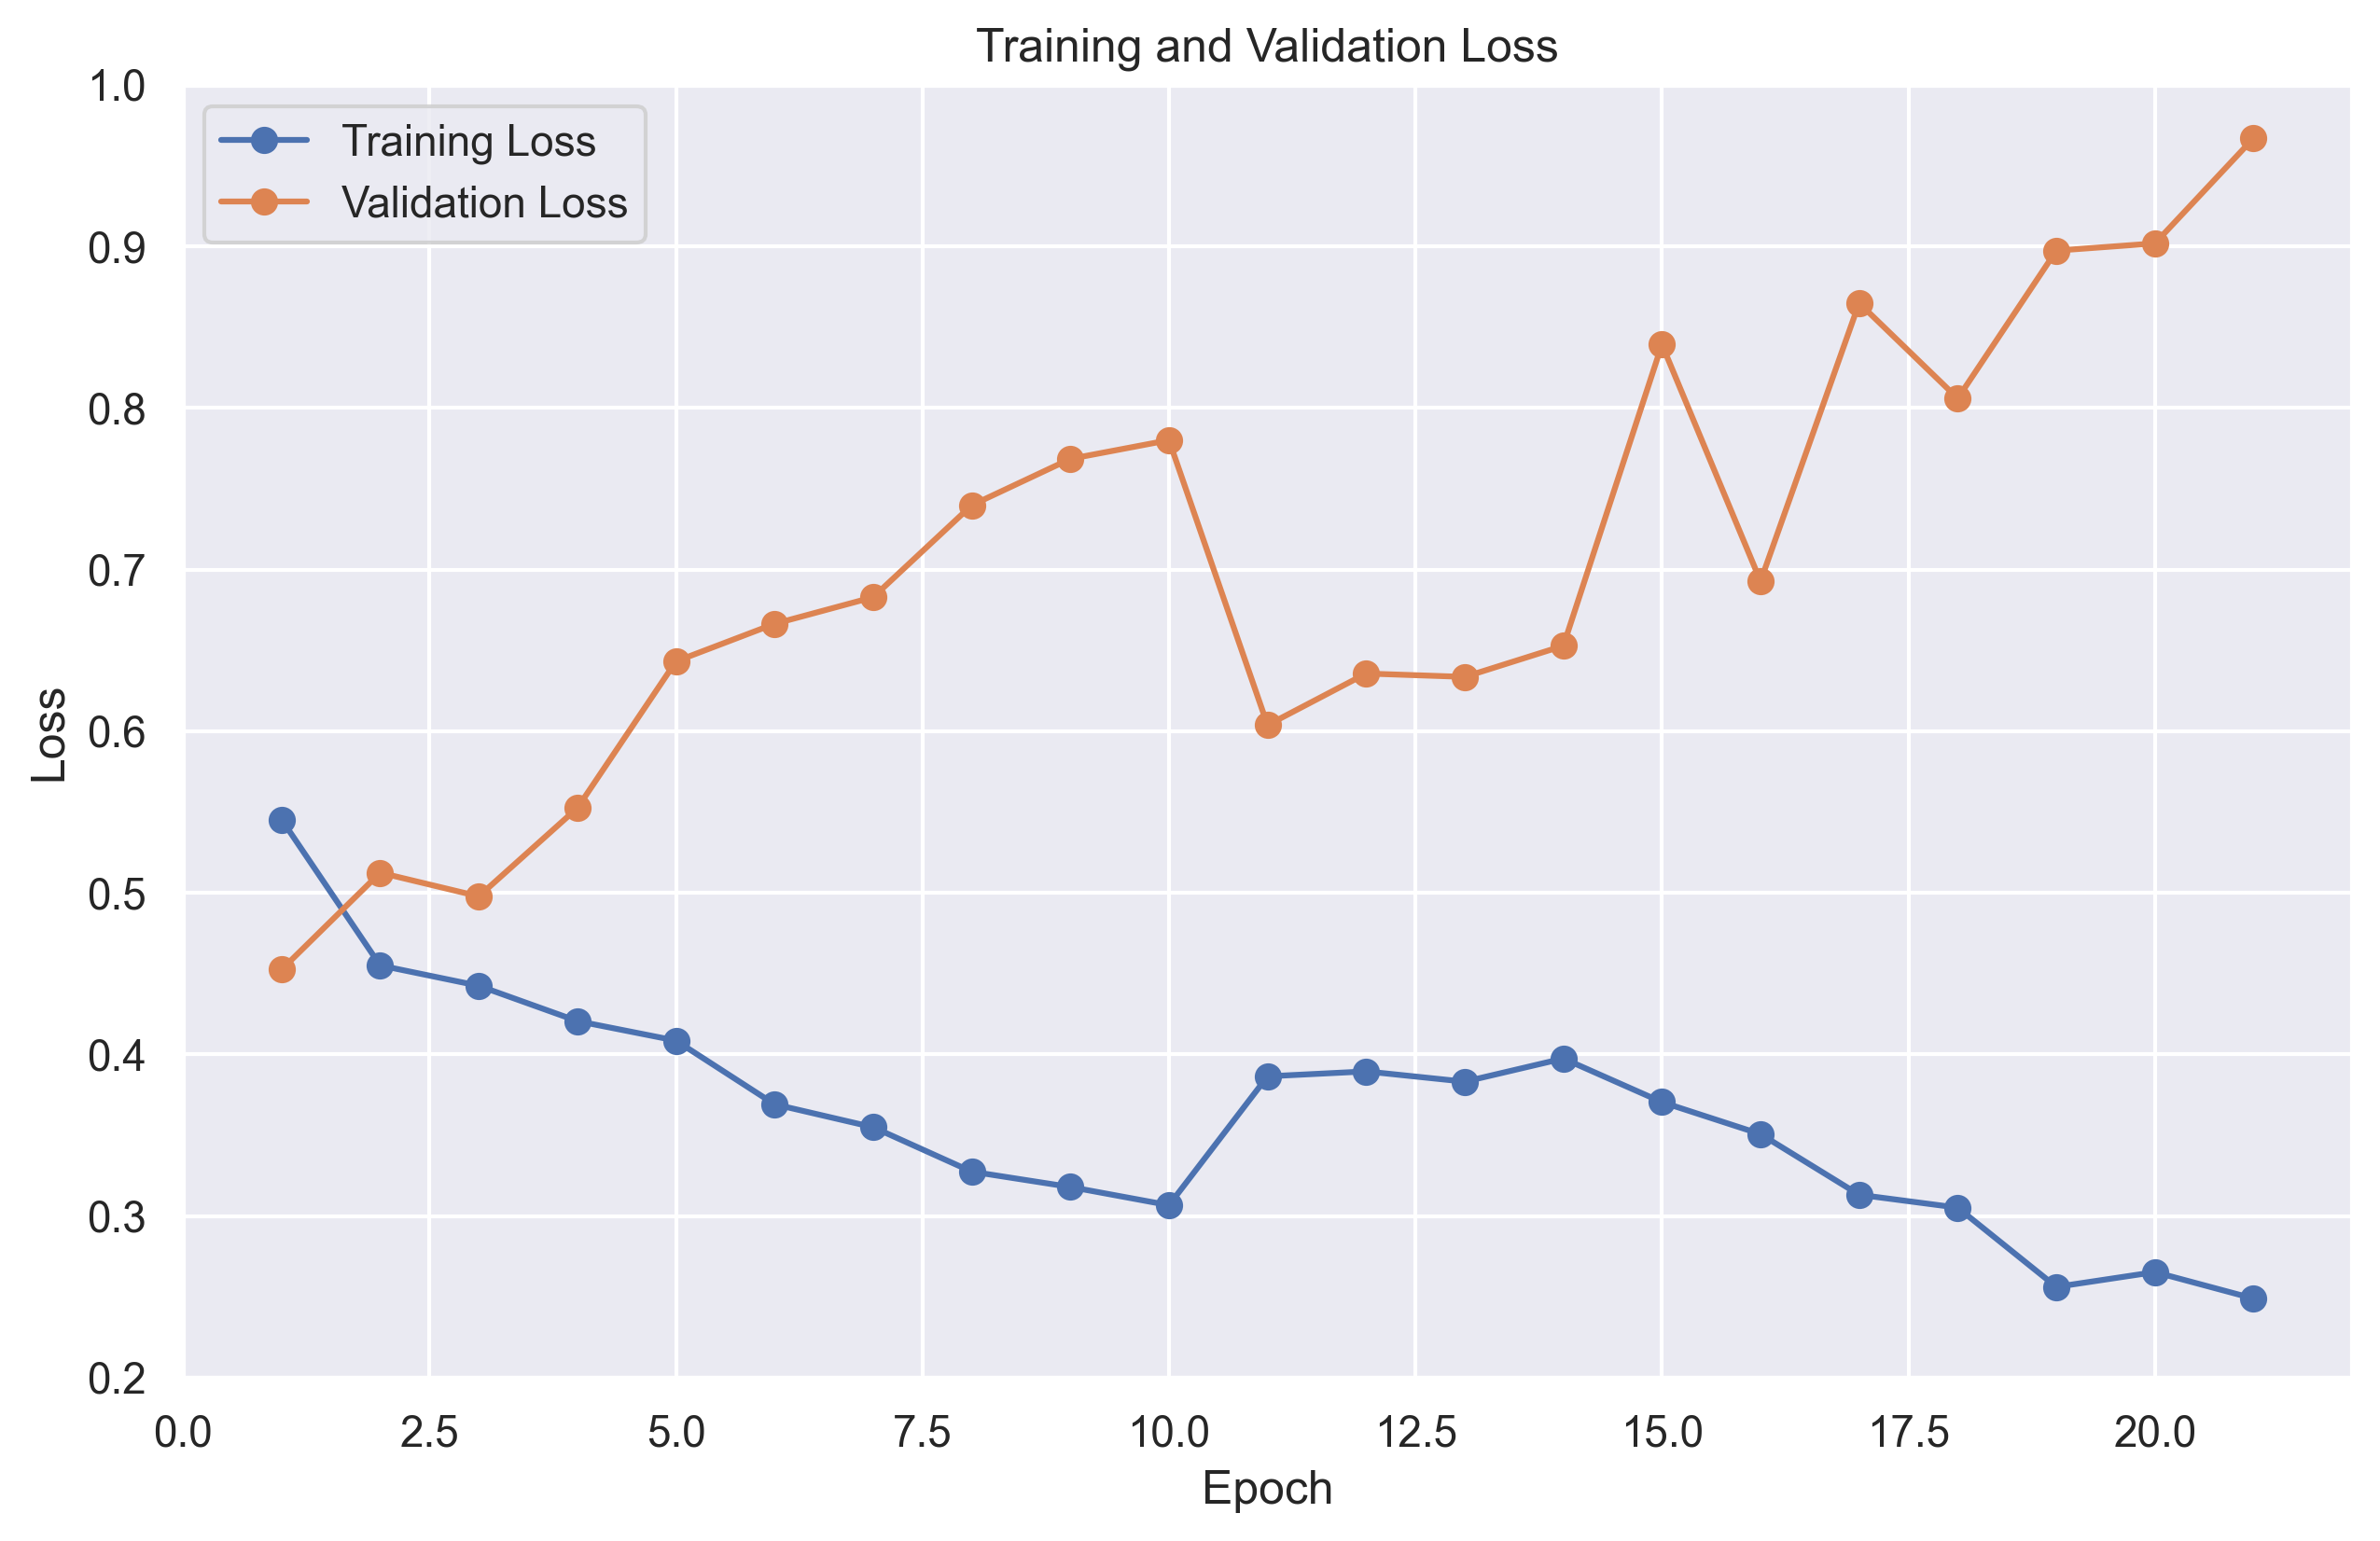 Training and Validation Loss
Training Loss
Validation Loss
1.0
0.9
0.8
0.7
0.6
0.5
0.4
0.3
0.2
Loss
0.0 2.5 5.0 7.5 10.0 12.5 15.0 17.5 20.0
Epoch